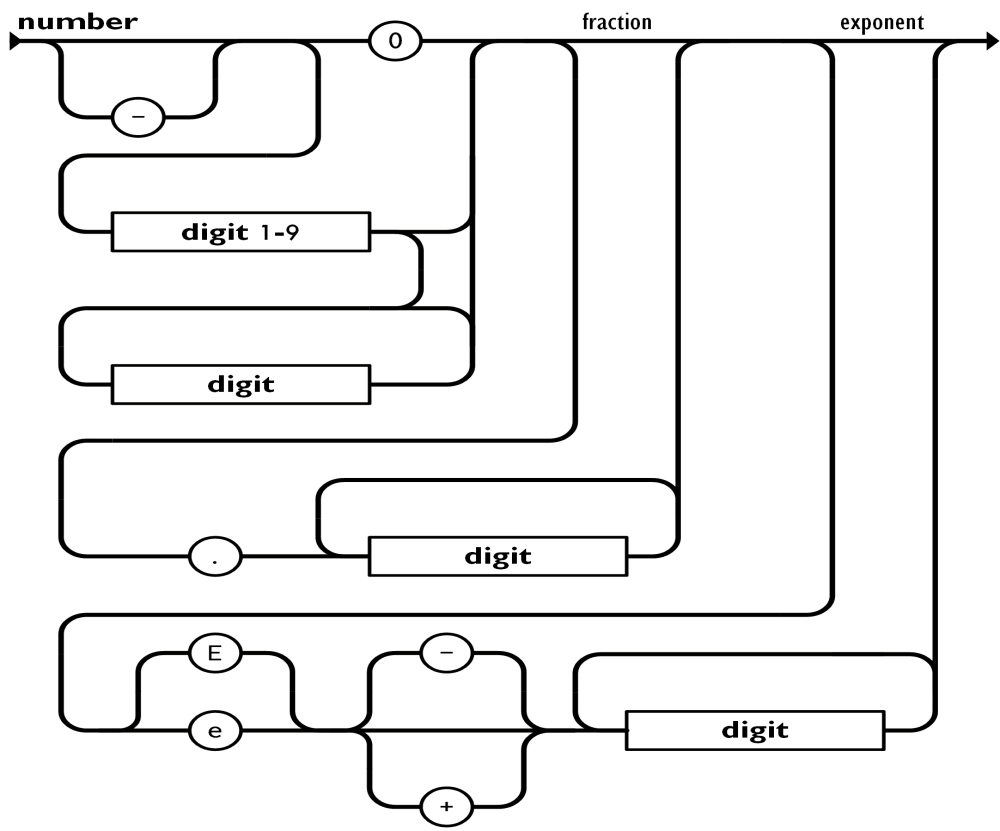 number fraction exponent
0
-
digit 1-9
digit
. digit
E -
e digit
+